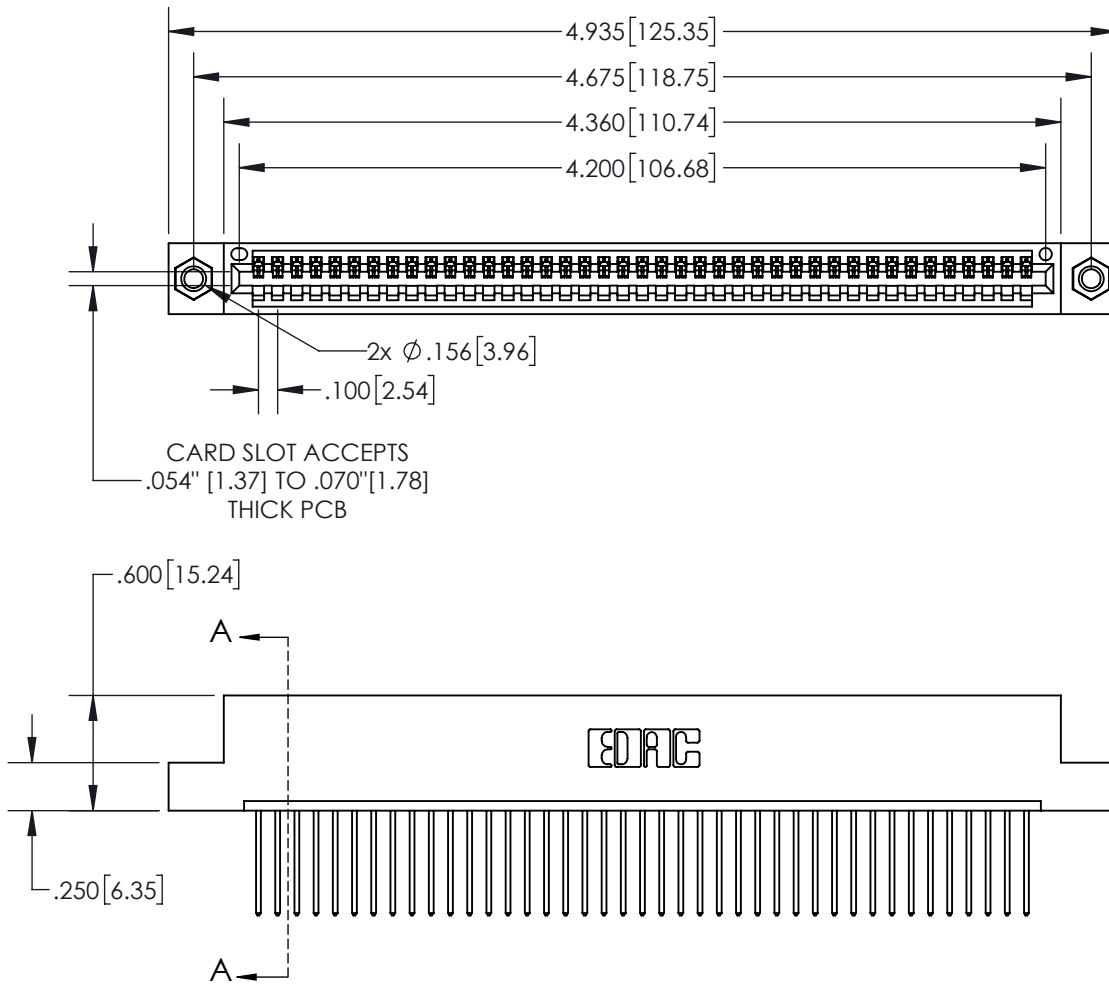 4.935[125.35]
4.675[118.75]
4.360[110.74]
4.200[106.68]
2x Ø.156[3.96]
.100[2.54]
CARD SLOT ACCEPTS
.054" [1.37] TO .070"[1.78]
THICK PCB
.600[15.24]
A
EDAC
.250[6.35]
A